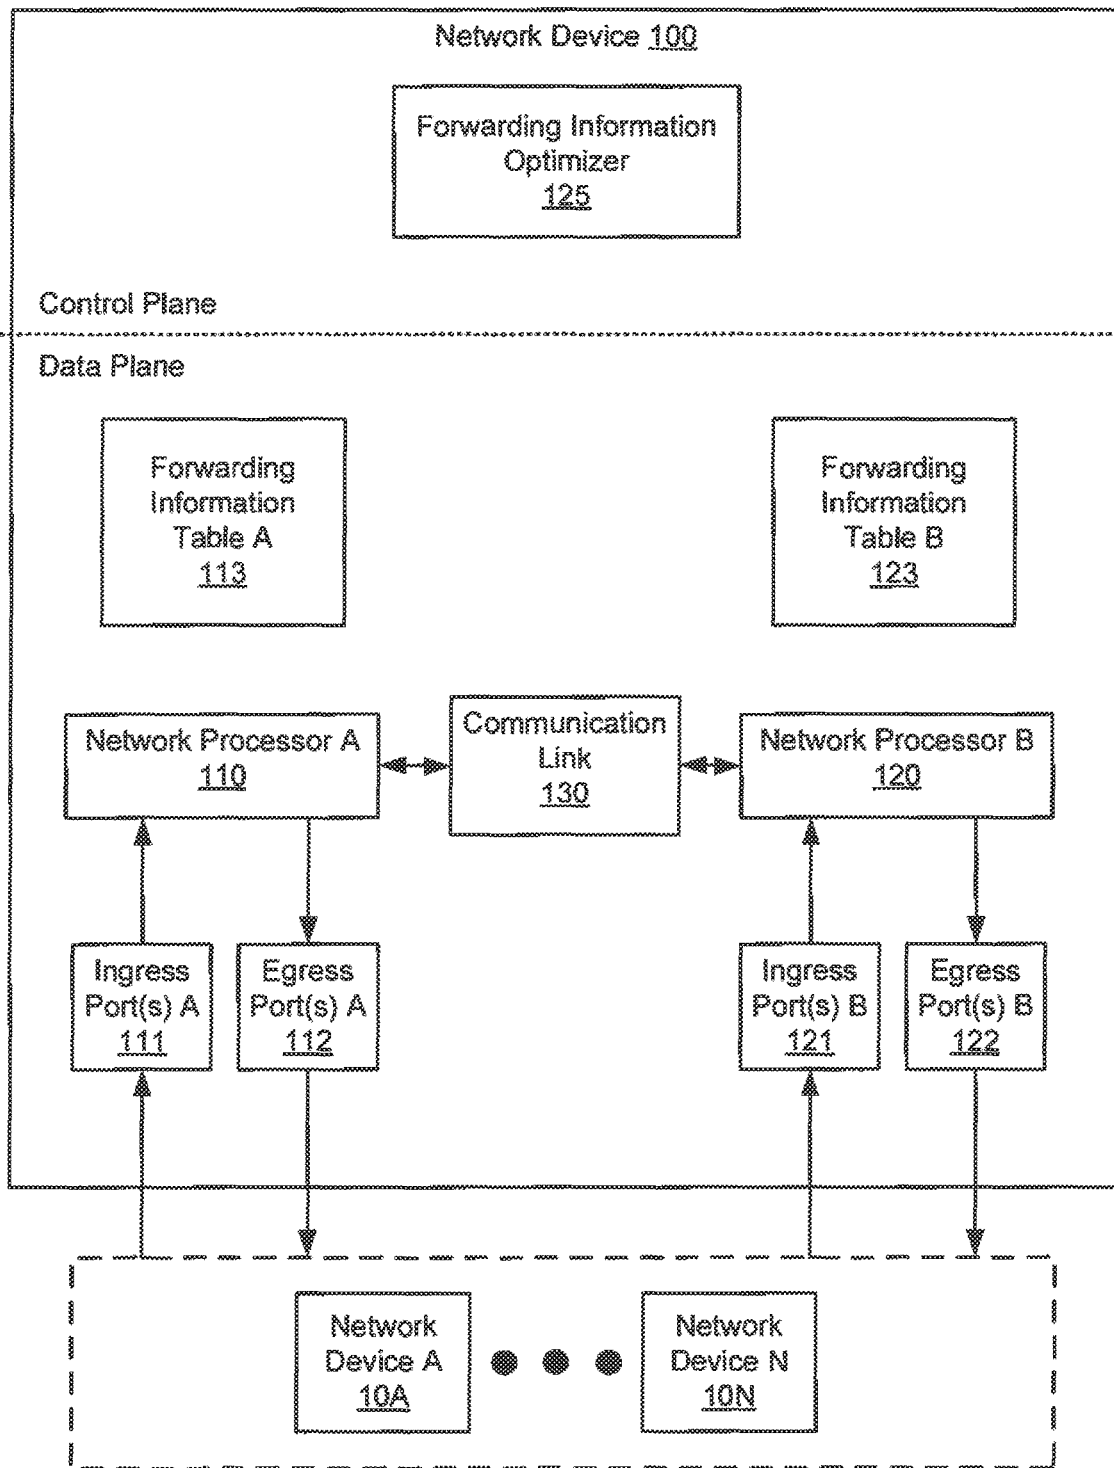 Network Device 100
Forwarding Information
Optimizer
125
Control Plane
Data Plane
Forwarding
Information
Table A
113
Forwarding
Information
Table B
123
Network Processor A
110
Communication
Link
130
Network Processor B
120
Ingress
Port(s) A
111
Egress
Port(s) A
112
Ingress
Port(s) B
121
Egress
Port(s) B
122
Network
Device A
10A
Network
Device N
10N